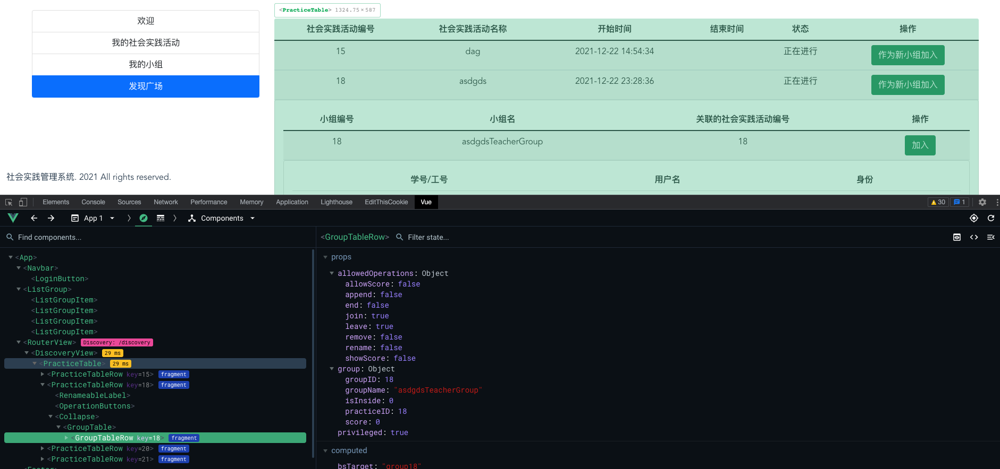 欢迎
我的社会实践活动
我的小组
发现广场
社会实践管理系统. 2021 All rights reserved.
<PracticeTable> 1324.75×587
社会实践活动编号 社会实践活动名称 开始时间 结束时间 状态 操作
15 dag 2021-12-22 14:54:34 正在进行 作为新小组加入
18 asdgds 2021-12-22 23:28:36 正在进行 作为新小组加入
小组编号 小组名 关联的社会实践活动编号 操作
18 asdgdsTeacherGroup 18 加入
学号/工号 用户名 身份
Elements Console Sources Network Performance Memory Application Lighthouse EditThisCookie Vue 30 1
App 1 Components
Find components...
<App>
<Navbar>
<LoginButton>
<ListGroup>
<ListGroupItem>
<ListGroupItem>
<ListGroupItem>
<ListGroupItem>
<RouterView> Discovery: /discovery
<DiscoveryView> 29 ms
<PracticeTable> 29 ms
<PracticeTableRow key=15> fragment
<PracticeTableRow key=18> fragment
<RenameableLabel>
<OperationButtons>
<Collapse>
<GroupTable>
<GroupTableRow key=18> fragment
<PracticeTableRow key=20> fragment
<PracticeTableRow key=21> fragment
<Footer>
<GroupTableRow> Filter state...
props
allowedOperations: Object
allowScore: false
append: false
end: false
join: true
leave: true
remove: false
rename: false
showScore: false
group: Object
groupID: 18
groupName: "asdgdsTeacherGroup"
isInside: 0
practiceID: 18
score: 0
privileged: true
computed
bsTarget: "group18"